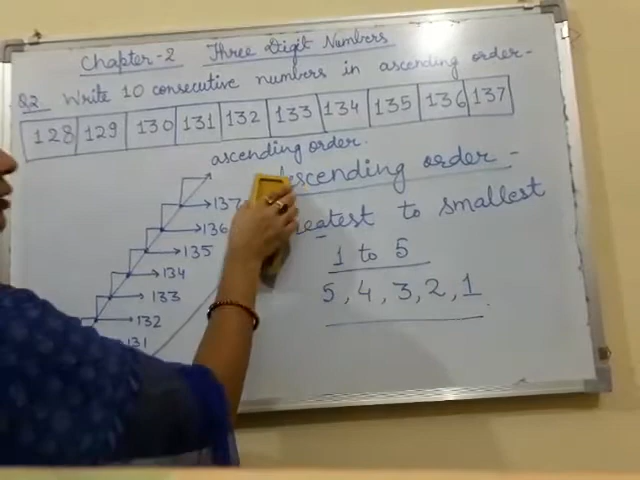 Chapter-2 Three Digit Numbers
Q2. Write 10 consecutive numbers in ascending order-
128 129 130 131 132 133 134 135 136 137
ascending order.
scending order -
eatest to smallest
1 to 5
5, 4, 3, 2, 1
137
136
135
134
133
132
131